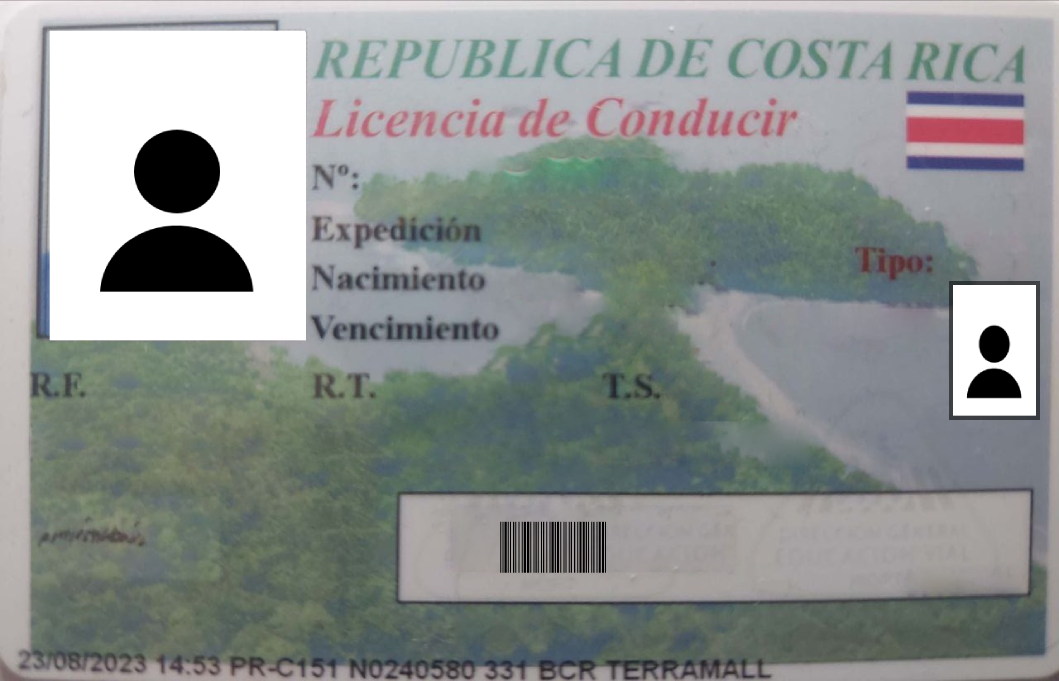 REPUBLICA DE COSTA RICA
Licencia de Conducir
Nº:
Expedición
Tipo:
Nacimiento
Vencimiento
R.F. R.T. T.S.
23/08/2023 14:53 PR-C151 N0240580 331 BCR TERRAMALL